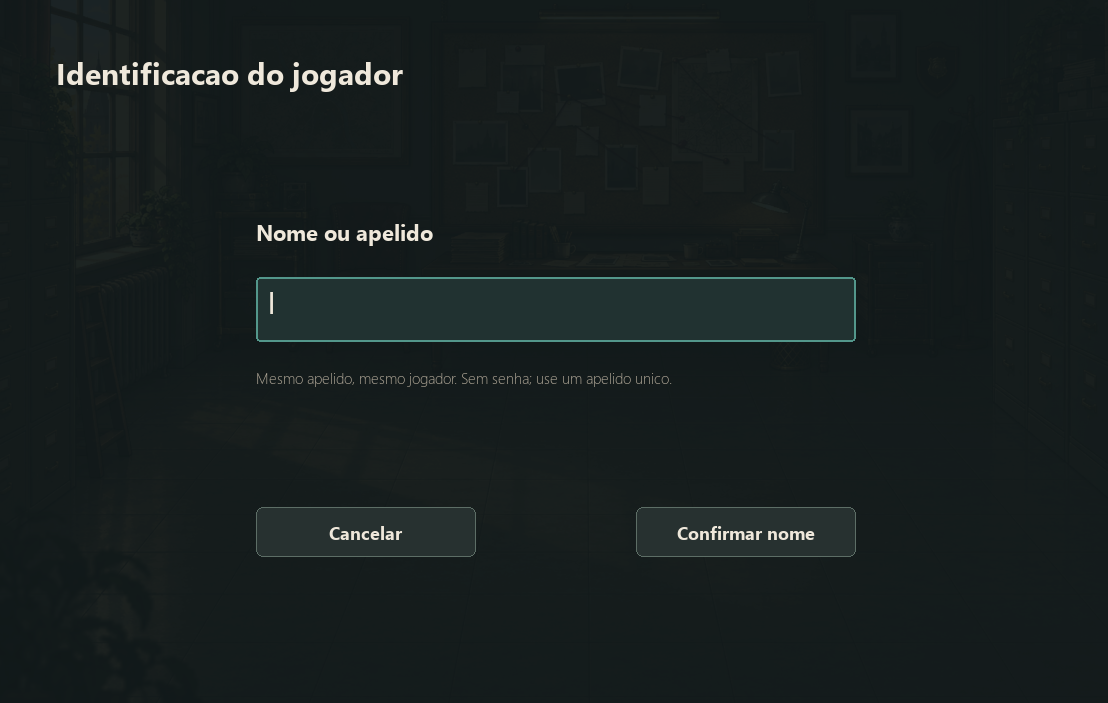 Identificacao do jogador
Nome ou apelido
Mesmo apelido, mesmo jogador. Sem senha; use um apelido unico.
Cancelar
Confirmar nome